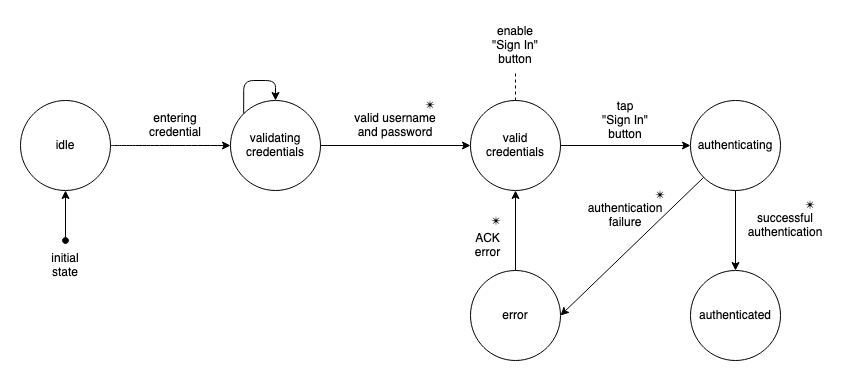 enable
"Sign In"
button
entering
credential
✴
valid username
and password
tap
"Sign In"
button
idle
validating
credentials
valid
credentials
authenticating
✴
authentication
failure
✴
successful
authentication
✴
ACK
error
initial
state
error
authenticated